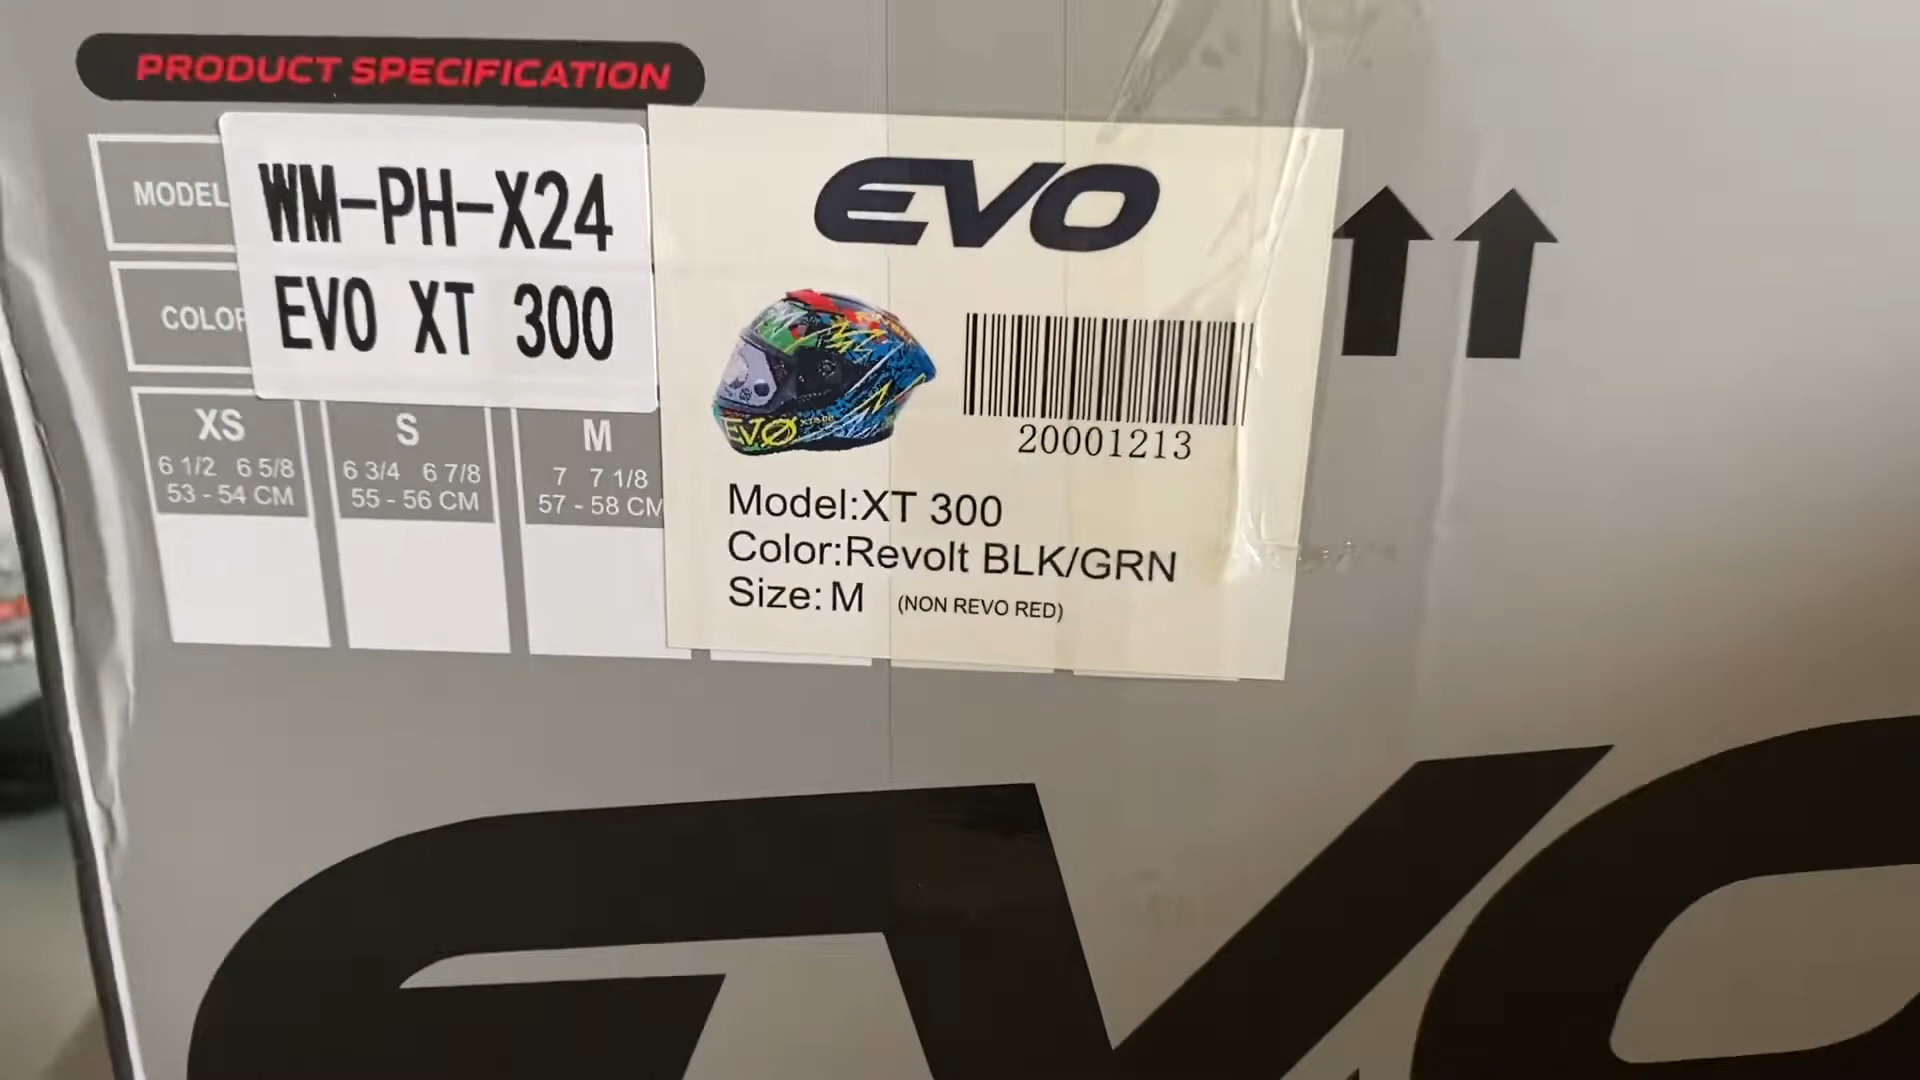 PRODUCT SPECIFICATION
MODEL
COLOR
WM-PH-X24
EVO XT 300
XS
6 1/2 6 5/8
53 - 54 CM
S
6 3/4 6 7/8
55 - 56 CM
M
7 7 1/8
57 - 58 CM
EVO
EVO
20001213
Model:XT 300
Color:Revolt BLK/GRN
Size: M (NON REVO RED)
EVO